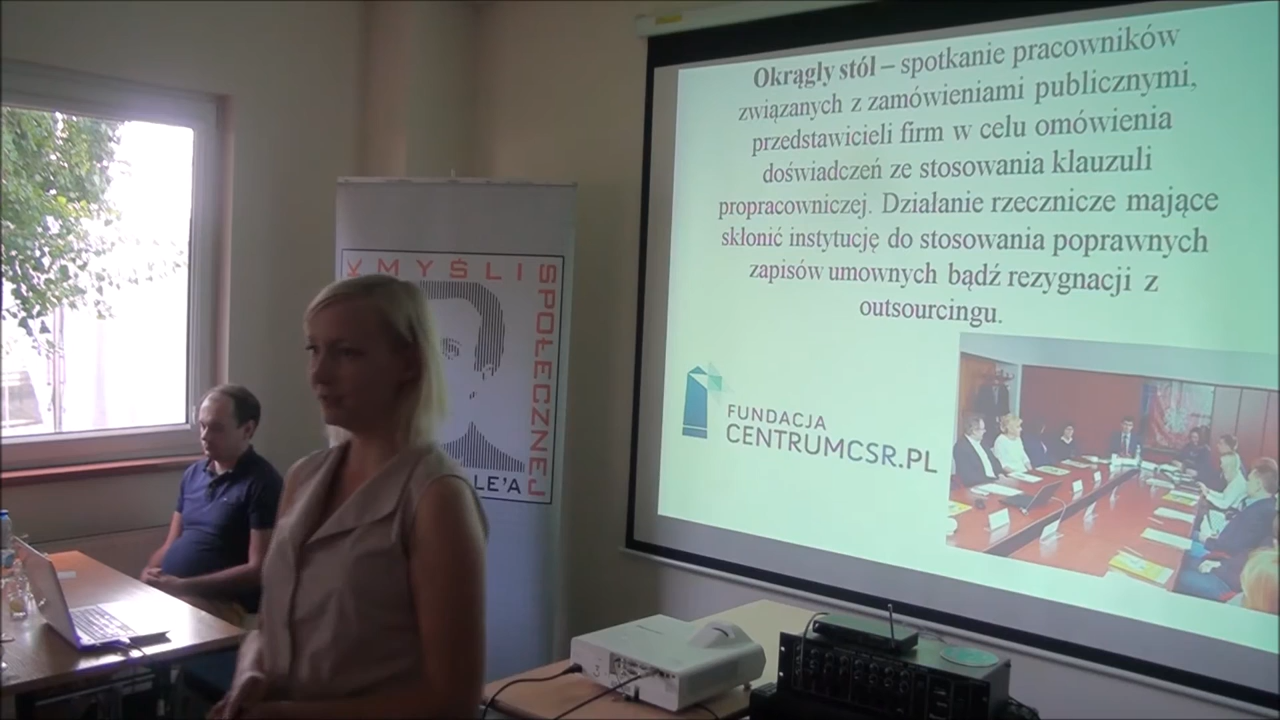 Okrągły stół – spotkanie pracowników
związanych z zamówieniami publicznymi,
przedstawicieli firm w celu omówienia
doświadczeń ze stosowania klauzuli
propracowniczej. Działanie rzecznicze mające
skłonić instytucję do stosowania poprawnych
zapisów umownych bądź rezygnacji z
outsourcingu.
FUNDACJA
CENTRUMCSR.PL
MYŚLI
SPOŁECZNEJ
LE’A
3